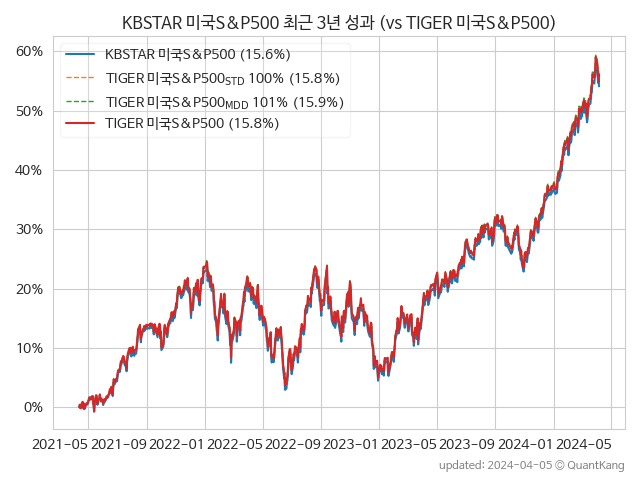 KBSTAR 미국S&P500 최근 3년 성과 (vs TIGER 미국S&P500)
KBSTAR 미국S&P500 (15.6%)
TIGER 미국S&P500STD 100% (15.8%)
TIGER 미국S&P500MDD 101% (15.9%)
TIGER 미국S&P500 (15.8%)
60%
50%
40%
30%
20%
10%
0%
2021-05 2021-09 2022-01 2022-05 2022-09 2023-01 2023-05 2023-09 2024-01 2024-05
updated: 2024-04-05 © QuantKang